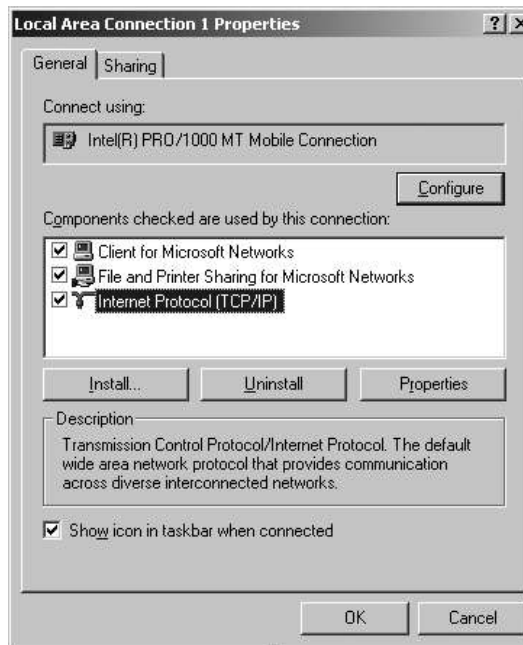 Local Area Connection 1 Properties
General
Sharing
Connect using:
Intel(R) PRO/1000 MT Mobile Connection
Configure
Components checked are used by this connection:
Client for Microsoft Networks
File and Printer Sharing for Microsoft Networks
Internet Protocol (TCP/IP)
Install...
Uninstall
Properties
Description
Transmission Control Protocol/Internet Protocol. The default
wide area network protocol that provides communication
across diverse interconnected networks.
Show icon in taskbar when connected
OK
Cancel